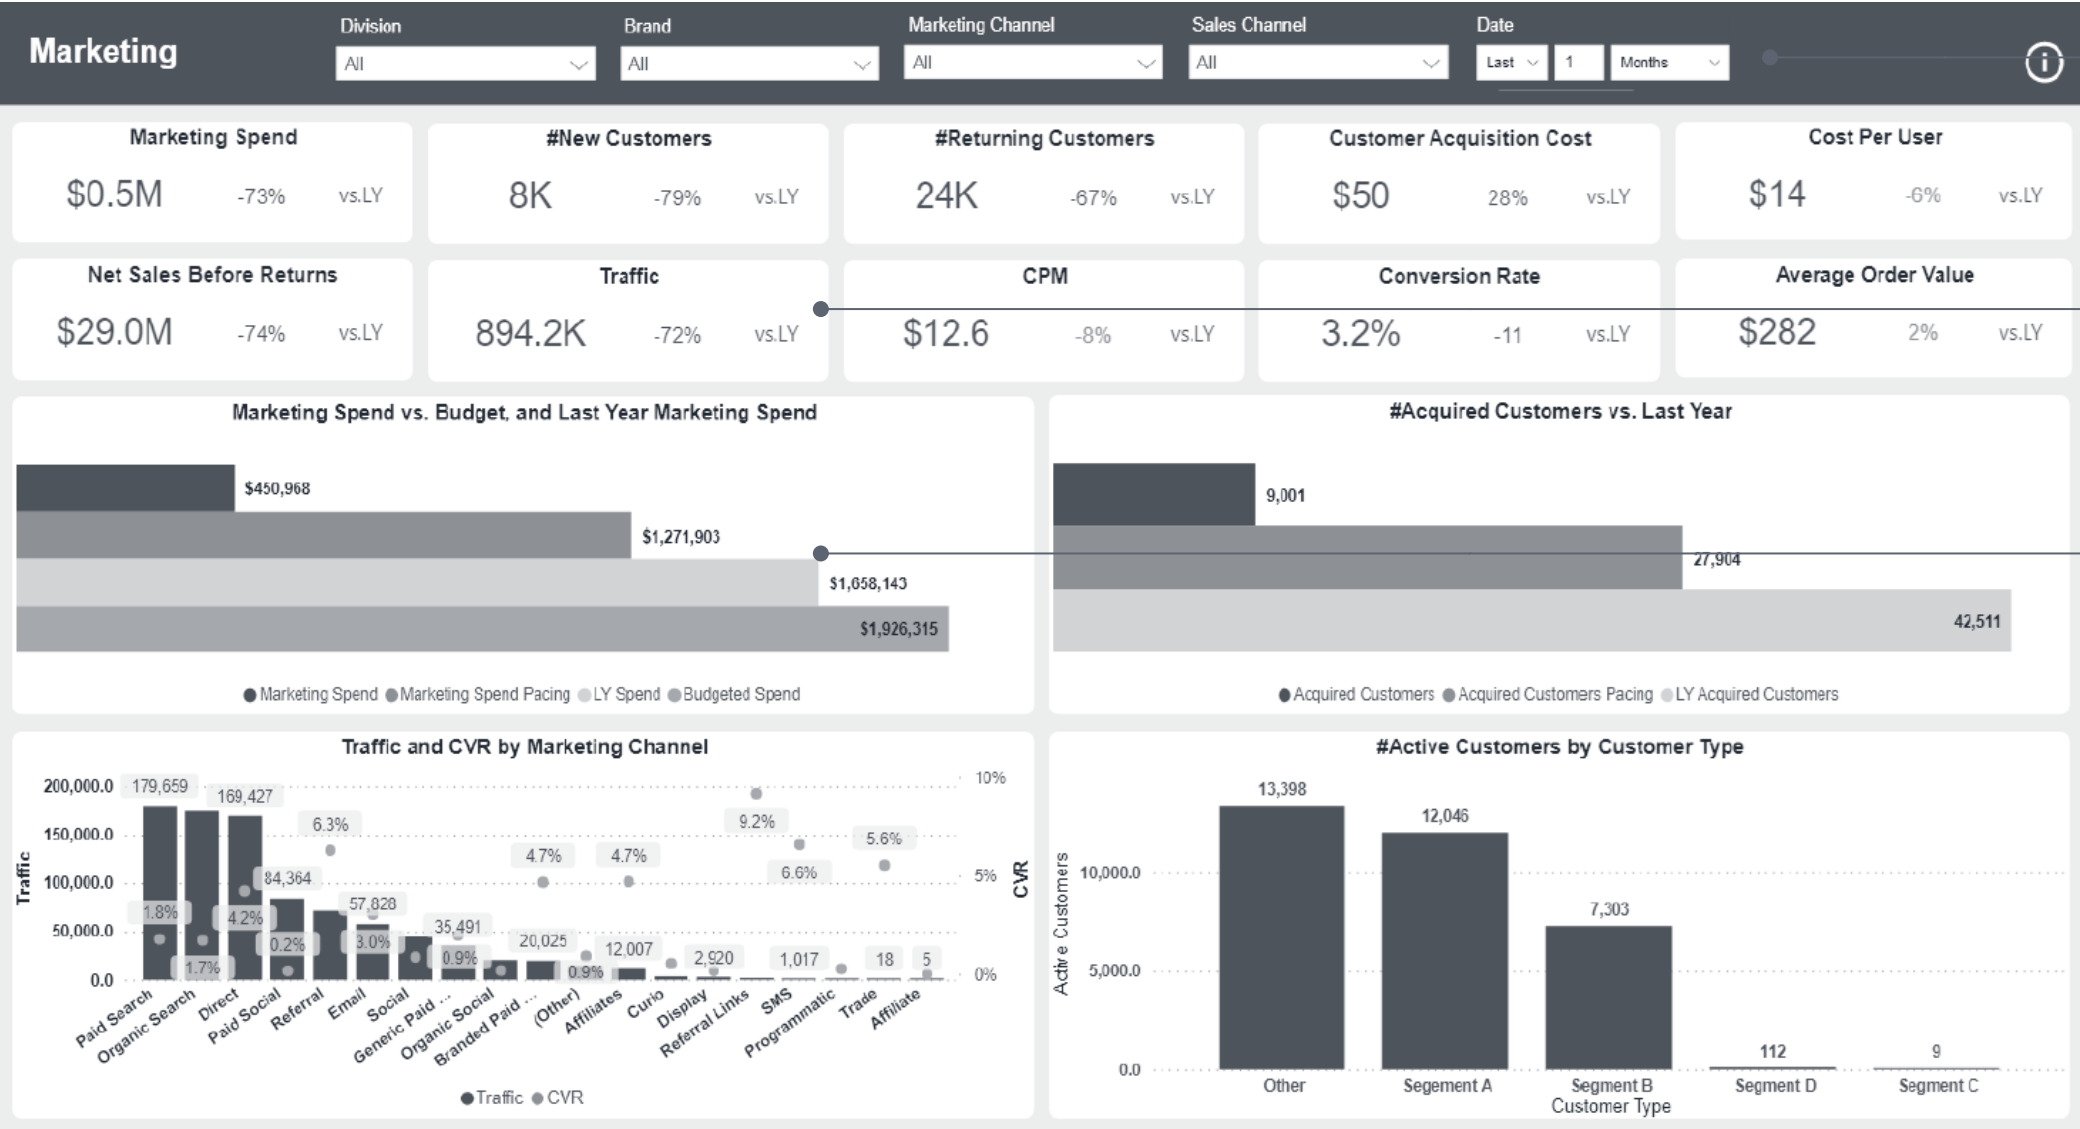 Marketing
Division
All
Brand
All
Marketing Channel
All
Sales Channel
All
Date
Last
1
Months
i
Marketing Spend
$0.5M -73% vs.LY
#New Customers
8K -79% vs.LY
#Returning Customers
24K -67% vs.LY
Customer Acquisition Cost
$50 28% vs.LY
Cost Per User
$14 -6% vs.LY
Net Sales Before Returns
$29.0M -74% vs.LY
Traffic
894.2K -72% vs.LY
CPM
$12.6 -8% vs.LY
Conversion Rate
3.2% -11 vs.LY
Average Order Value
$282 2% vs.LY
Marketing Spend vs. Budget, and Last Year Marketing Spend
$450,968
$1,271,903
$1,658,143
$1,926,315
Marketing Spend Marketing Spend Pacing LY Spend Budgeted Spend
#Acquired Customers vs. Last Year
9,001
27,904
42,511
Acquired Customers Acquired Customers Pacing LY Acquired Customers
Traffic and CVR by Marketing Channel
Traffic
200,000.0
150,000.0
100,000.0
50,000.0
0.0
179,659
169,427
84,364
57,828
35,491
20,025
12,007
2,920
1,017
18
5
1.8%
1.7%
4.2%
0.2%
6.3%
3.0%
0.9%
4.7%
0.9%
4.7%
9.2%
6.6%
5.6%
10%
5%
0%
CVR
Paid Search
Organic Search
Direct
Paid Social
Referral
Email
Social
Generic Paid ...
Organic Social
Branded Paid ...
(Other)
Affiliates
Curio
Display
Referral Links
SMS
Programmatic
Trade
Affiliate
Traffic CVR
#Active Customers by Customer Type
Active Customers
10,000.0
5,000.0
0.0
13,398
12,046
7,303
112
9
Other
Segement A
Segment B
Segment D
Segment C
Customer Type